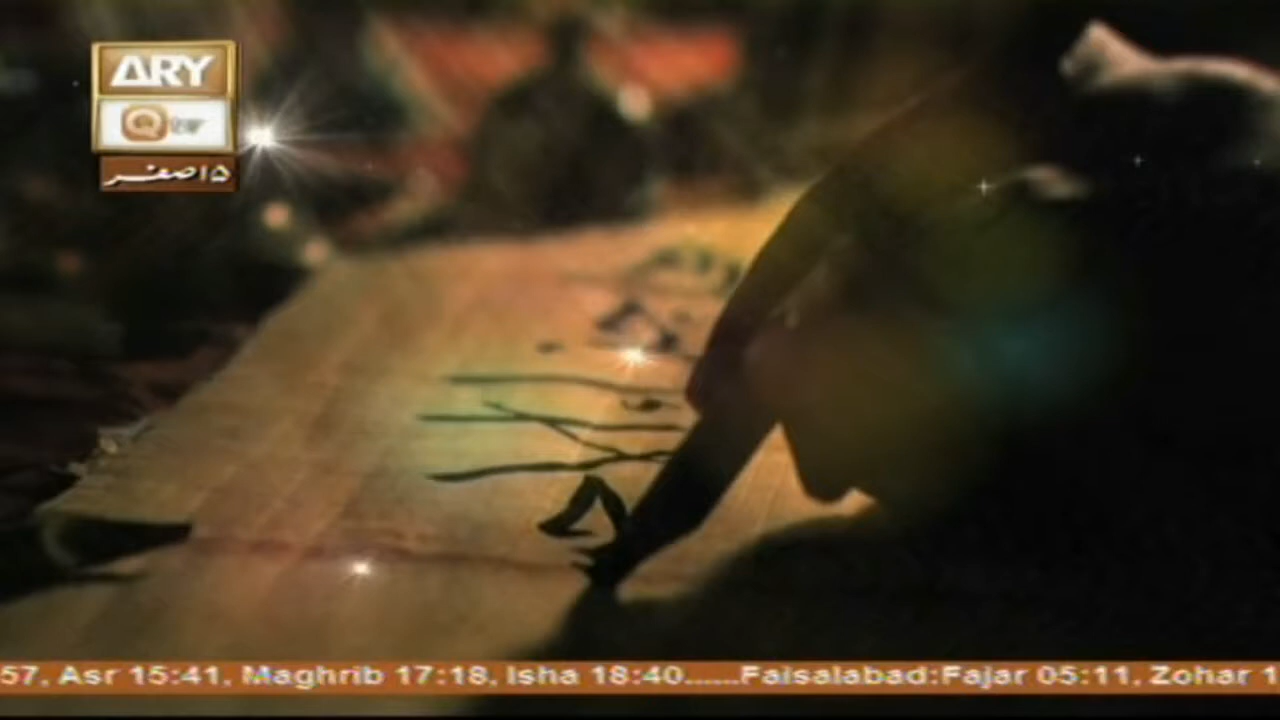 ARY
Q
۱۵ صفر
57, Asr 15:41, Maghrib 17:18, Isha 18:40......Faisalabad:Fajar 05:11, Zohar 1